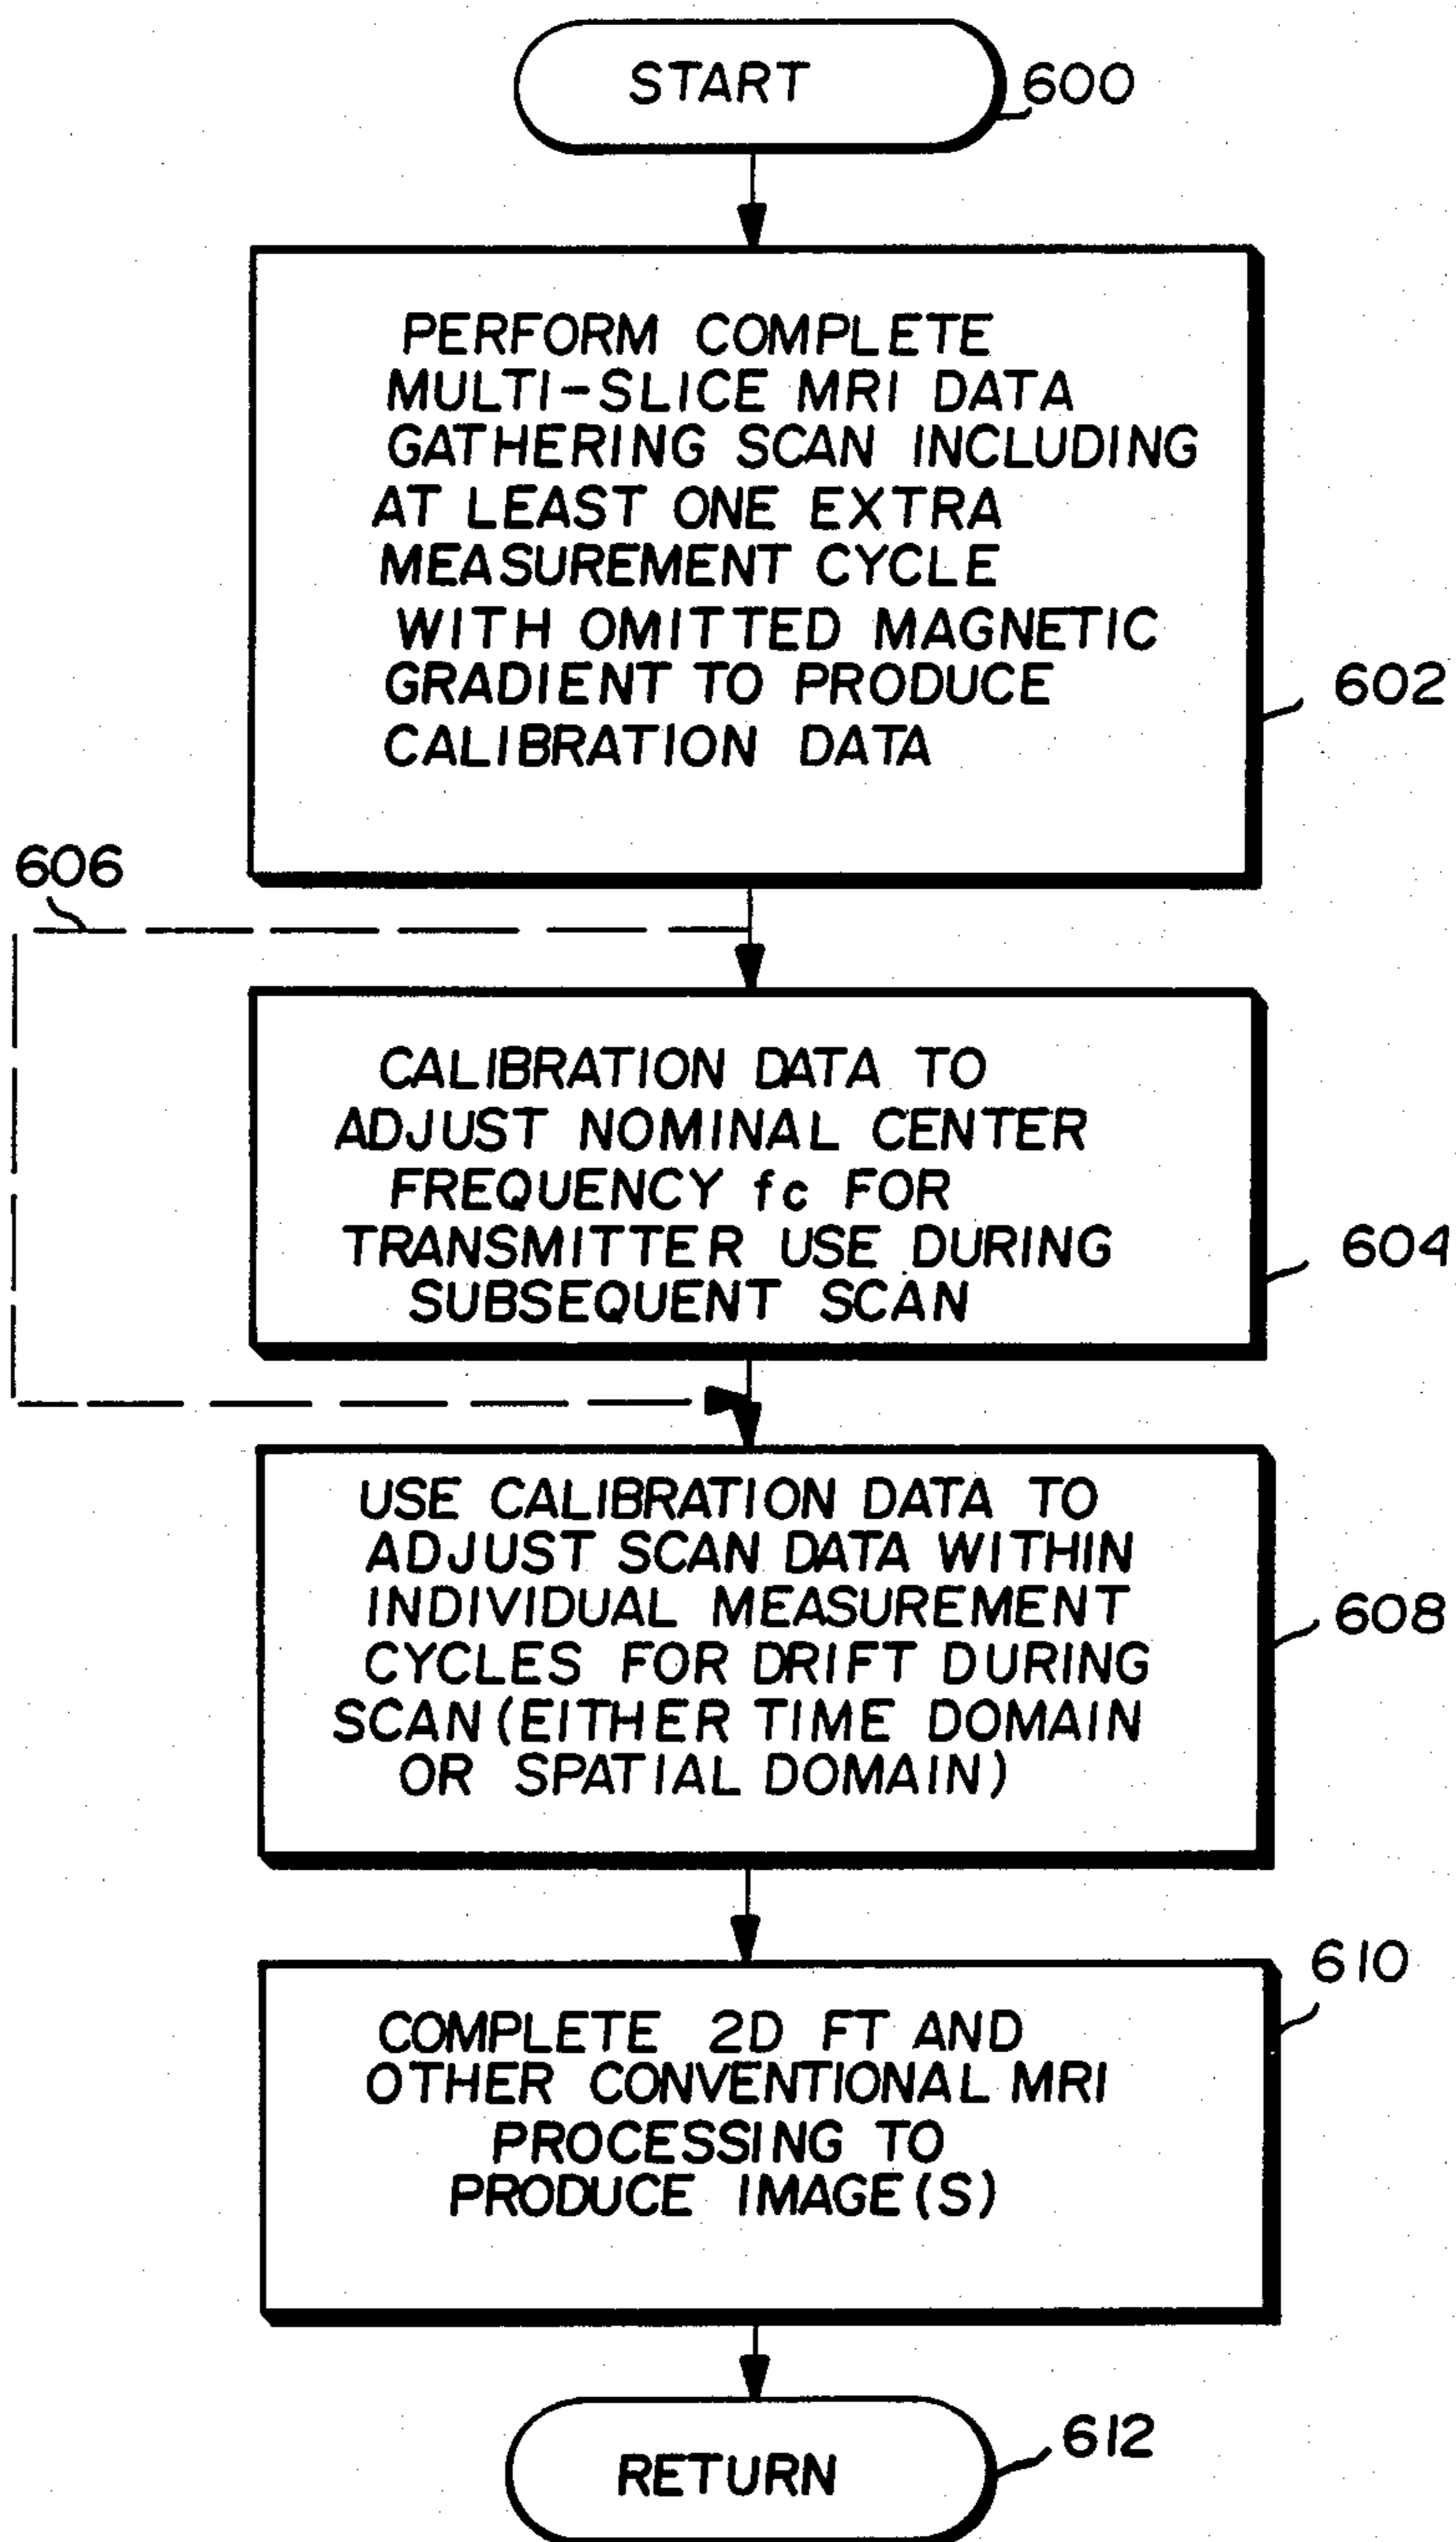 START
600
PERFORM COMPLETE
MULTI-SLICE MRI DATA
GATHERING SCAN INCLUDING
AT LEAST ONE EXTRA
MEASUREMENT CYCLE
WITH OMITTED MAGNETIC
GRADIENT TO PRODUCE
CALIBRATION DATA
602
606
CALIBRATION DATA TO
ADJUST NOMINAL CENTER
FREQUENCY fc FOR
TRANSMITTER USE DURING
SUBSEQUENT SCAN
604
USE CALIBRATION DATA TO
ADJUST SCAN DATA WITHIN
INDIVIDUAL MEASUREMENT
CYCLES FOR DRIFT DURING
SCAN (EITHER TIME DOMAIN
OR SPATIAL DOMAIN)
608
610
COMPLETE 2D FT AND
OTHER CONVENTIONAL MRI
PROCESSING TO
PRODUCE IMAGE(S)
RETURN
612